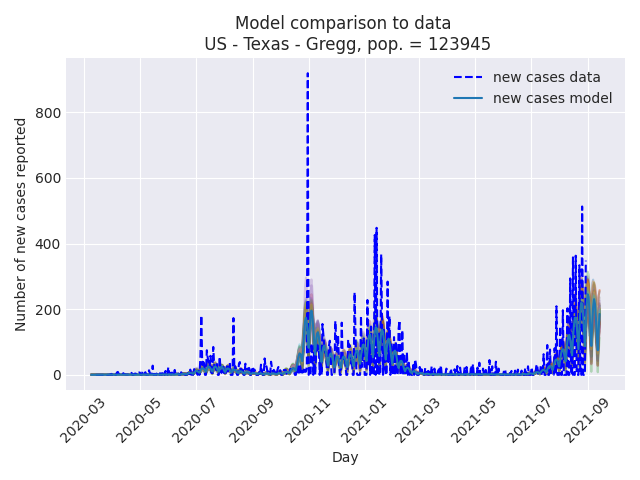 Model comparison to data
US - Texas - Gregg, pop. = 123945
new cases data
new cases model
Number of new cases reported
800
600
400
200
0
2020-03
2020-05
2020-07
2020-09
2020-11
2021-01
2021-03
2021-05
2021-07
2021-09
Day